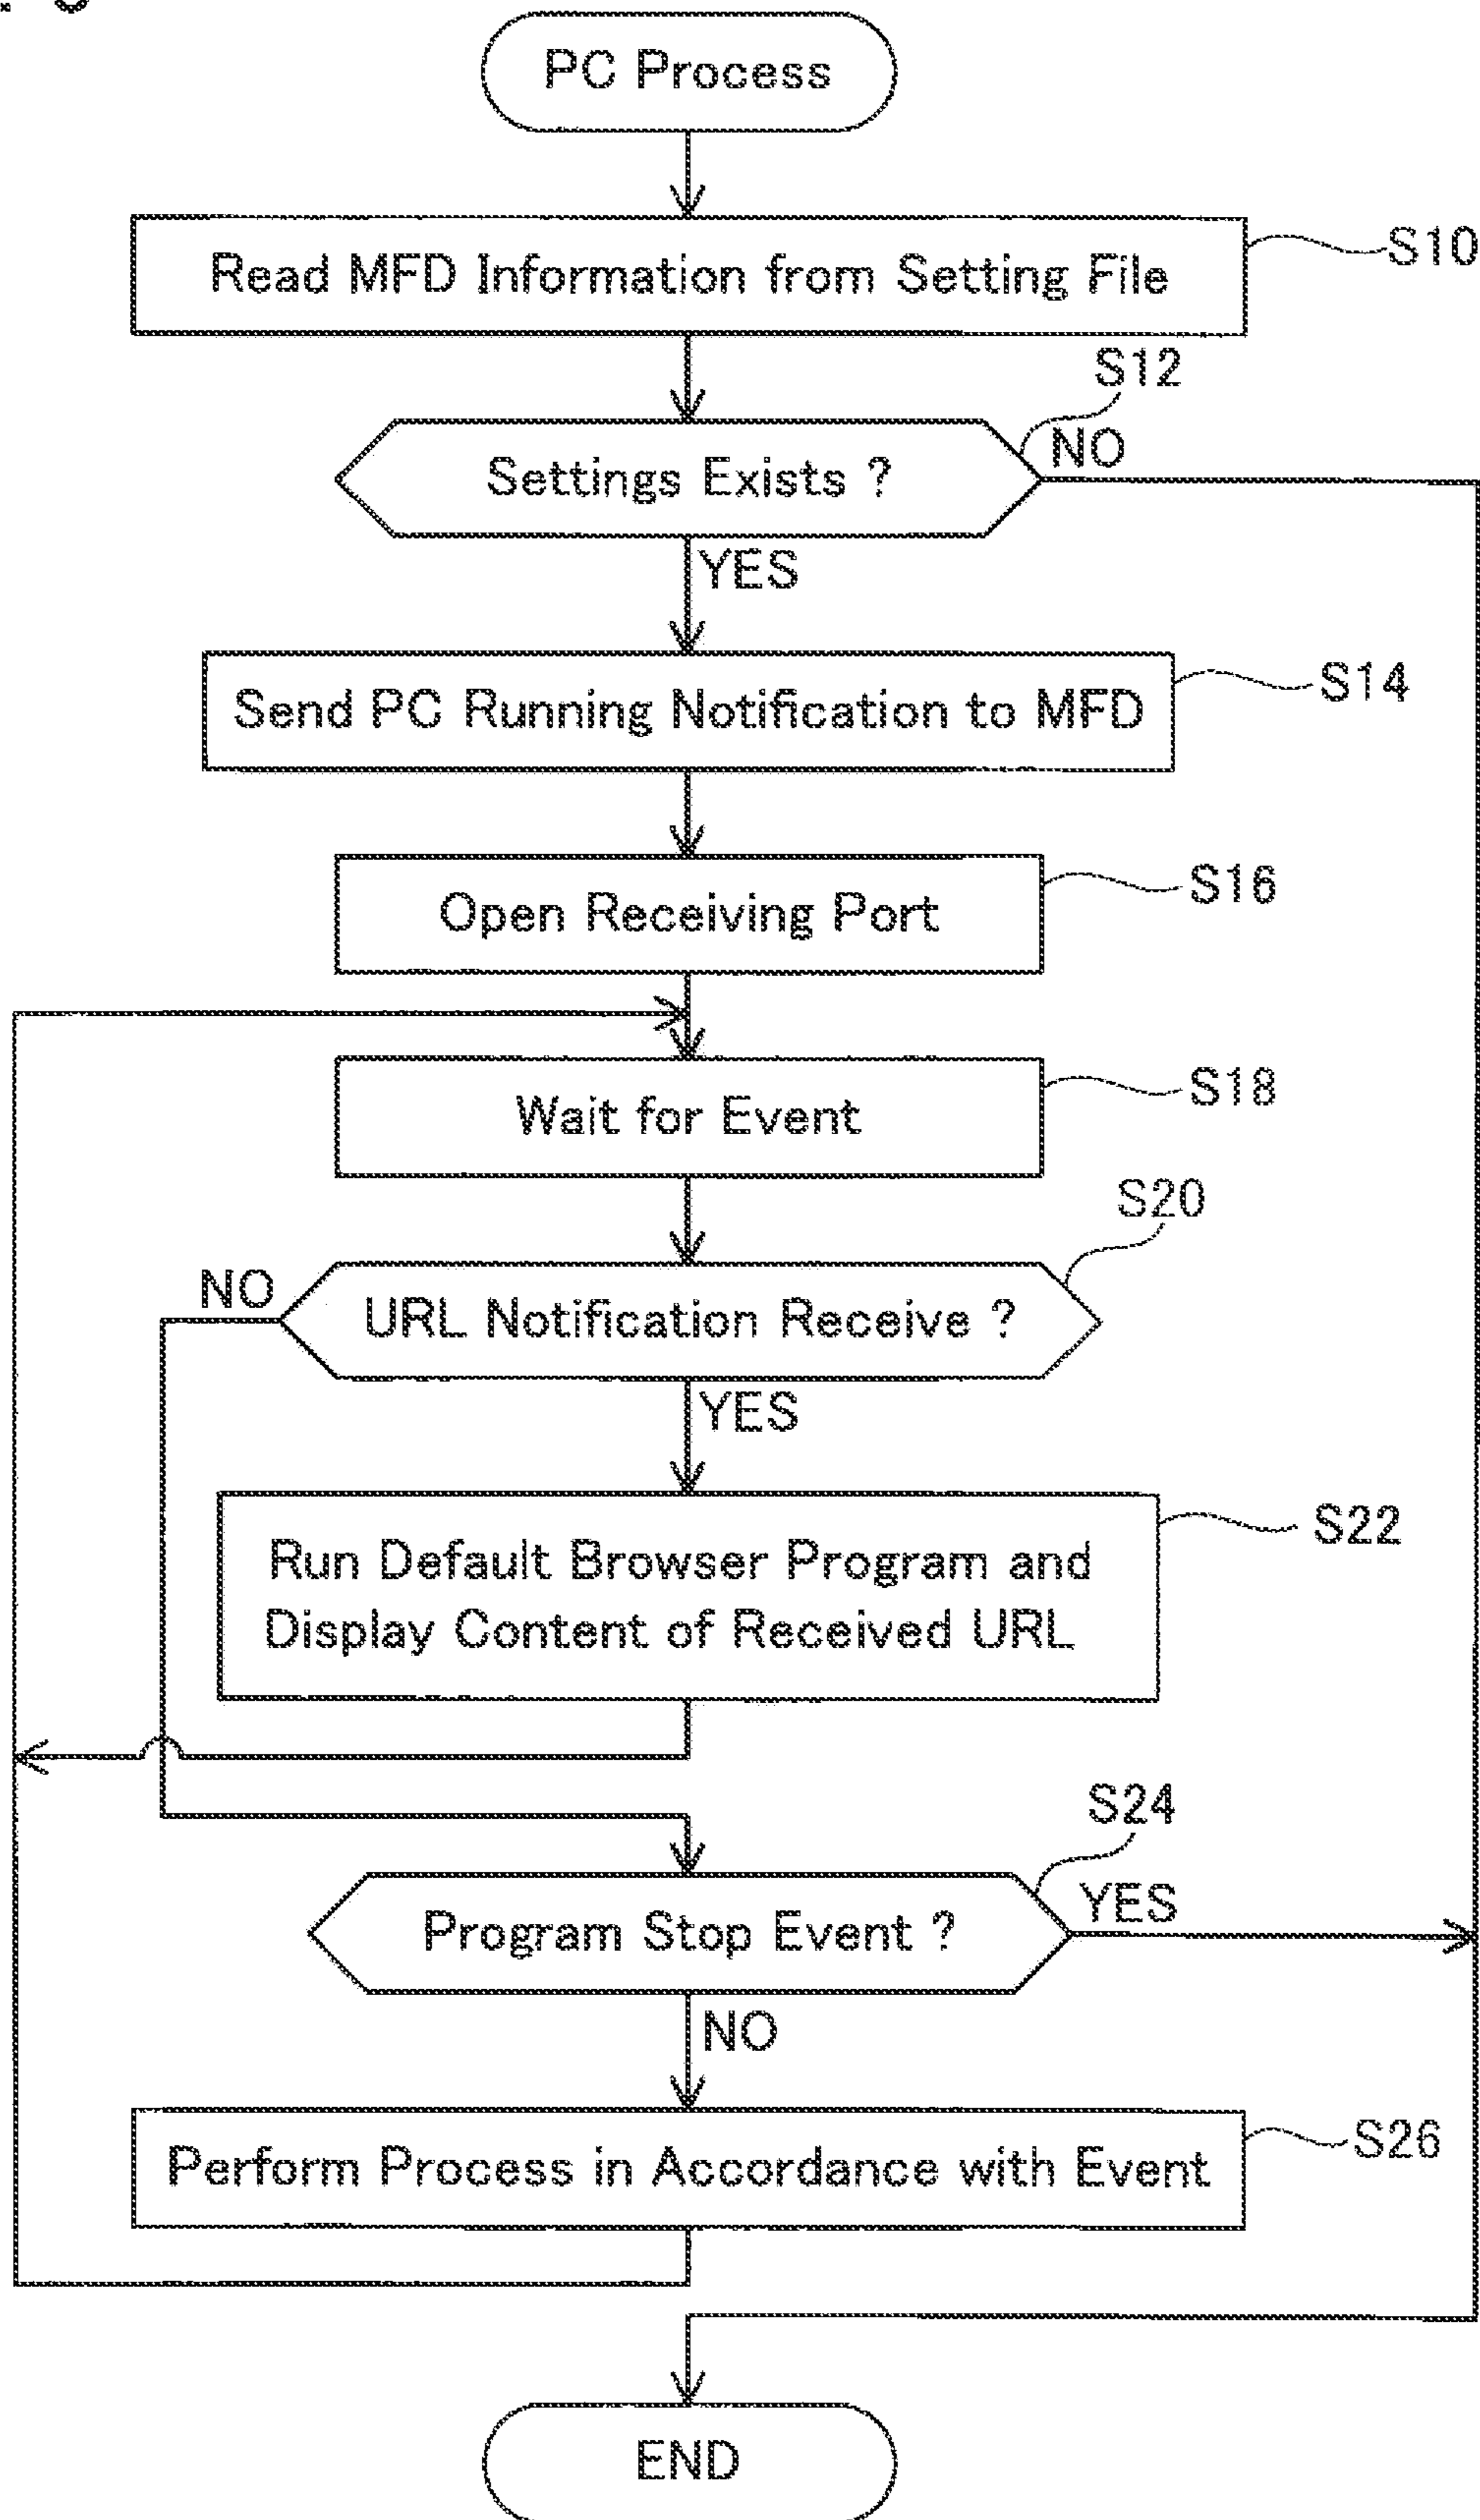 PC Process
Read MFD Information from Setting File
S10
S12
Settings Exists ?
NO
YES
Send PC Running Notification to MFD
S14
Open Receiving Port
S16
Wait for Event
S18
S20
NO
URL Notification Receive ?
YES
Run Default Browser Program and
Display Content of Received URL
S22
S24
Program Stop Event ?
YES
NO
Perform Process in Accordance with Event
S26
END